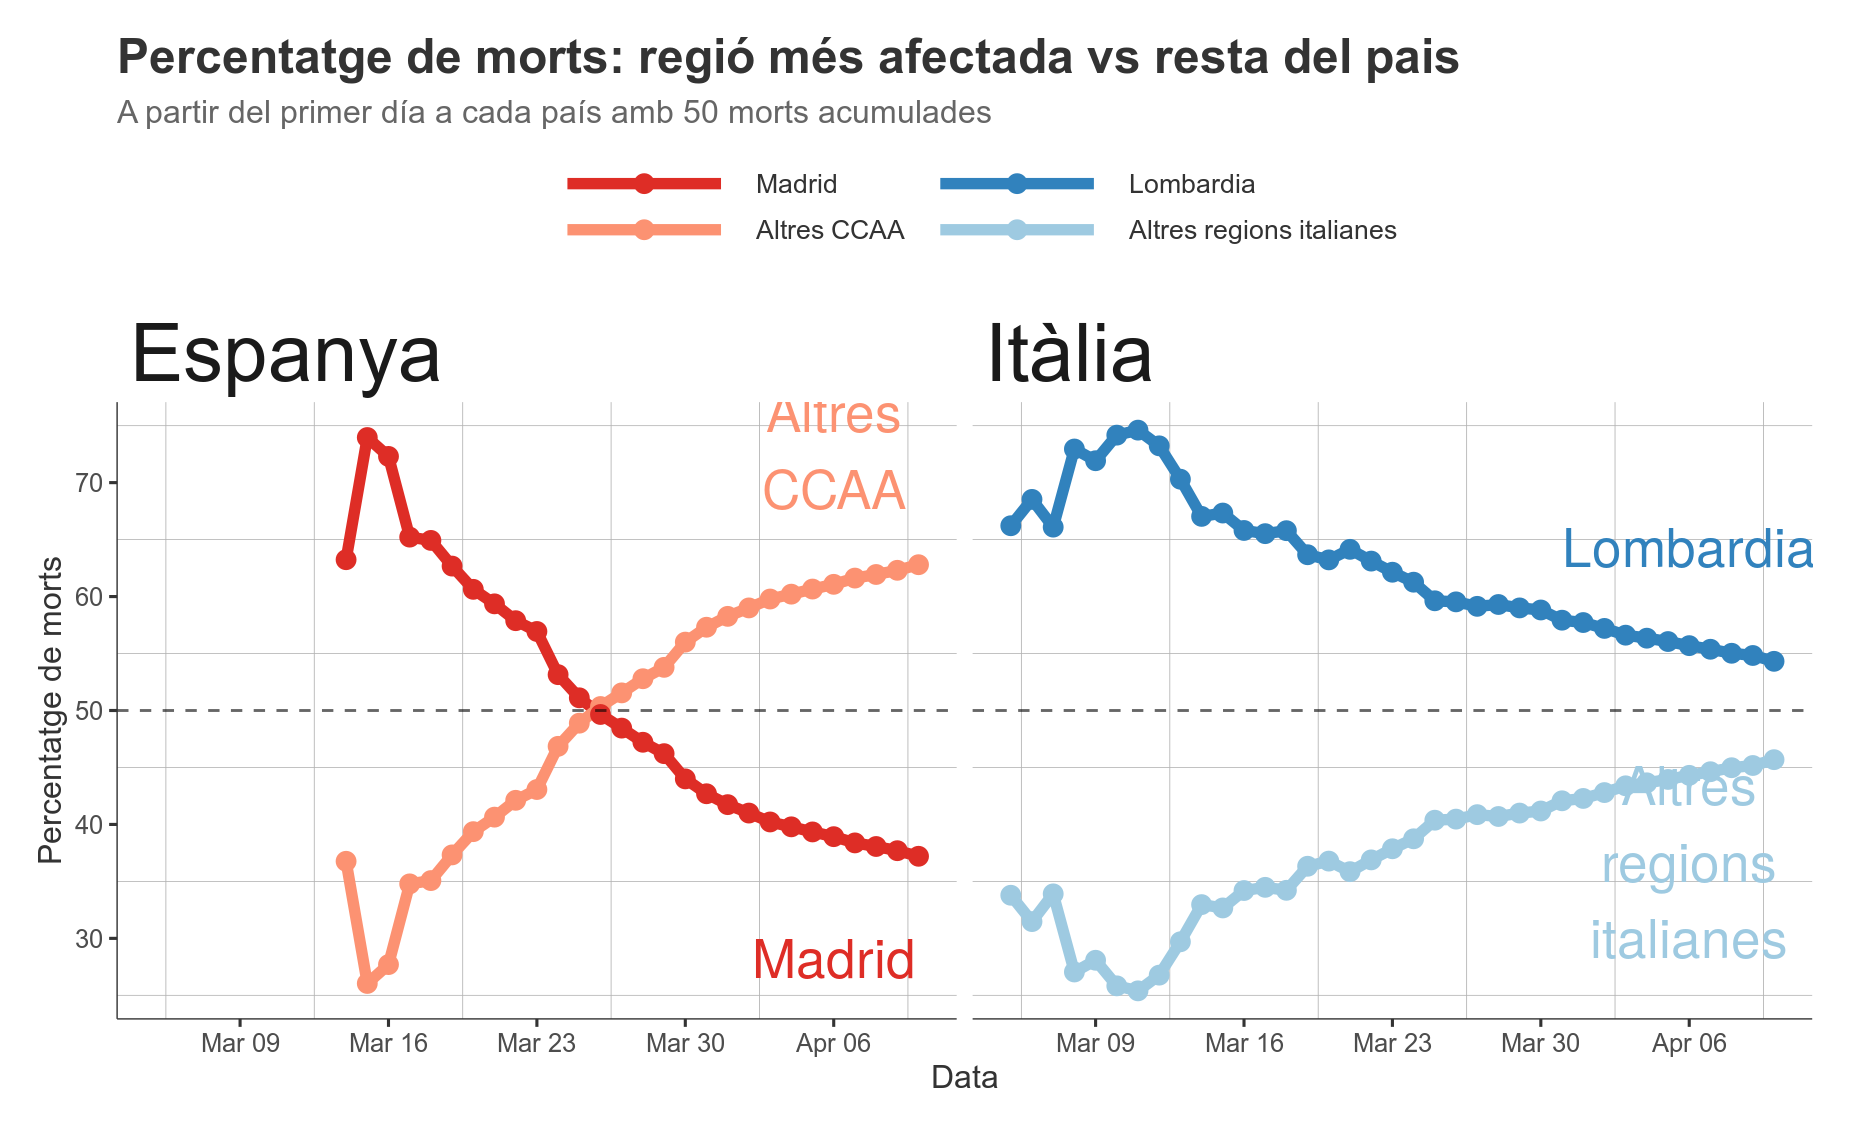 Percentatge de morts: regió més afectada vs resta del pais
A partir del primer día a cada país amb 50 morts acumulades
Madrid
Lombardia
Altres CCAA
Altres regions italianes
Espanya
Itàlia
Altres
CCAA
Madrid
Lombardia
Altres
regions
italianes
Percentatge de morts
70
60
50
40
30
Mar 09
Mar 16
Mar 23
Mar 30
Apr 06
Mar 09
Mar 16
Mar 23
Mar 30
Apr 06
Data